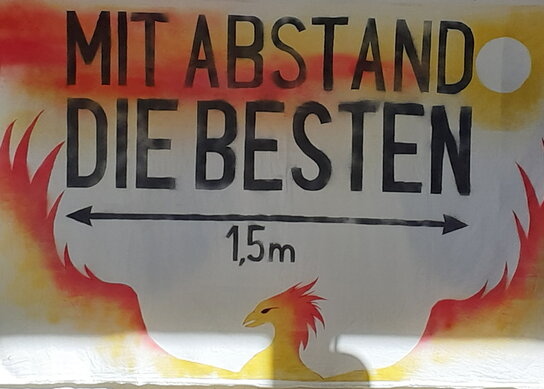 MIT ABSTAND
DIE BESTEN
1,5m